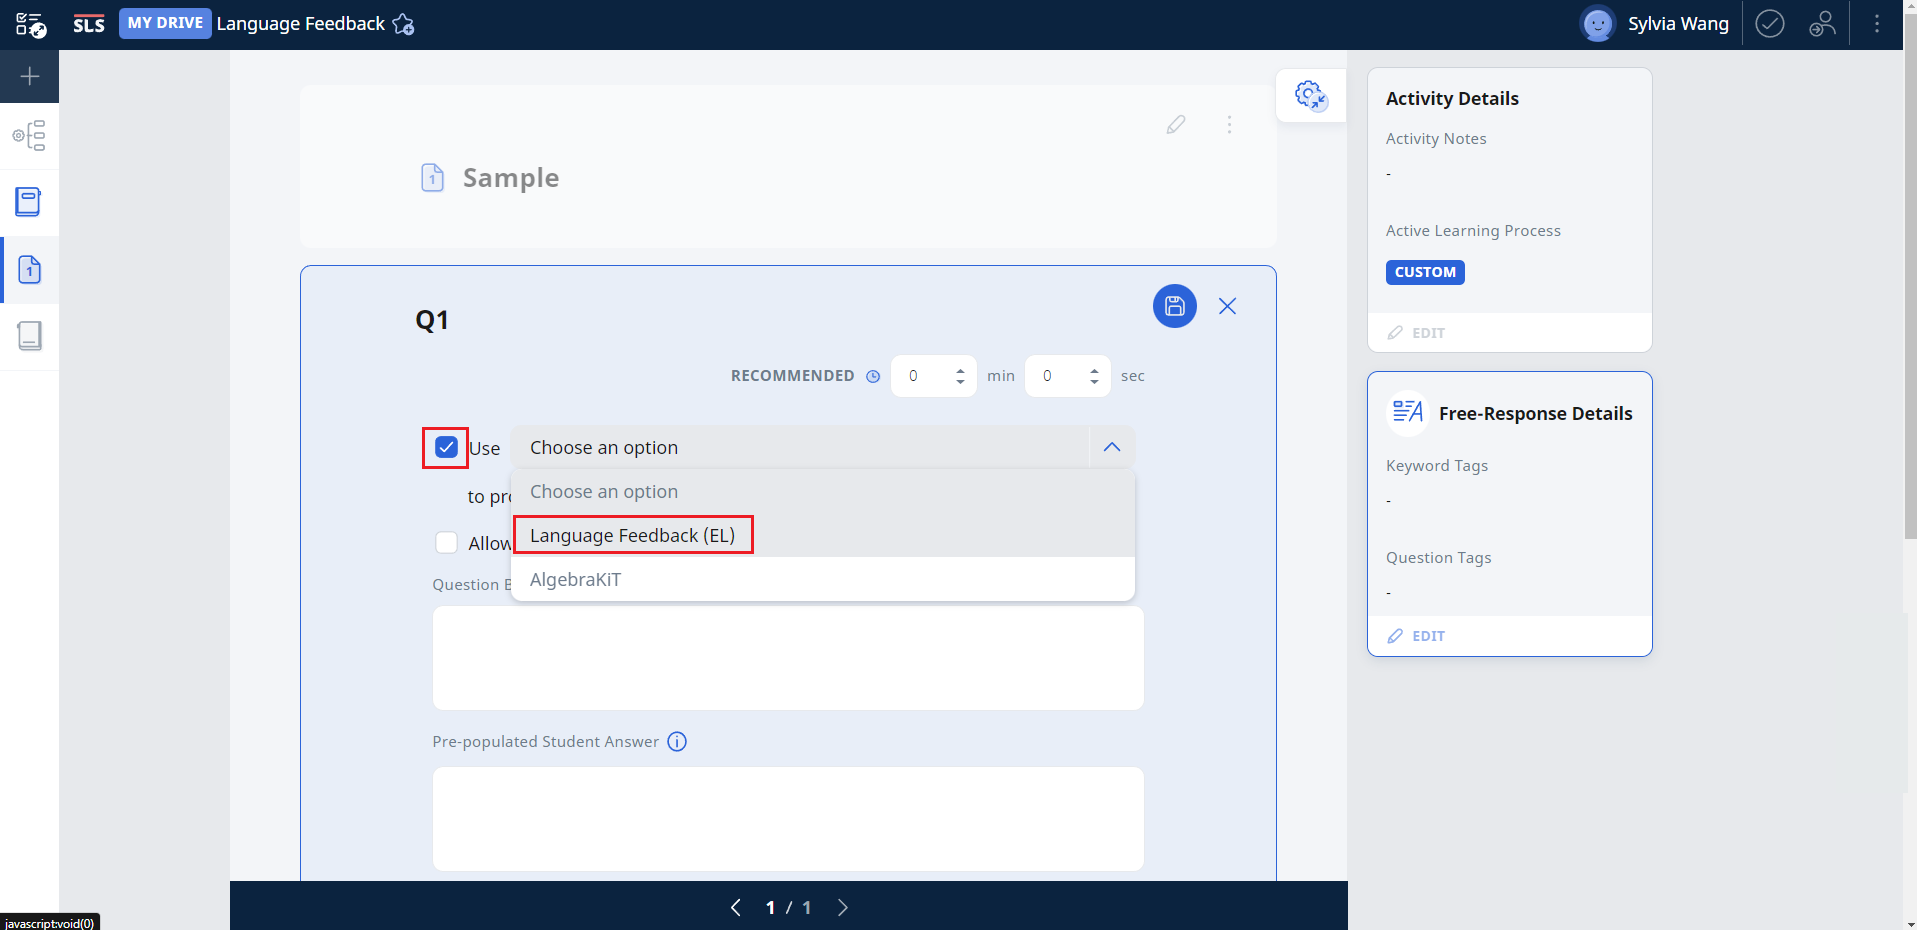 SLS MY DRIVE Language Feedback Sylvia Wang
1 Sample
Q1
RECOMMENDED 0 min 0 sec
Use Choose an option
Choose an option
to pr
Language Feedback (EL)
Allow
AlgebraKiT
Question
Pre-populated Student Answer
1 / 1
1
Activity Details
Activity Notes
-
Active Learning Process
CUSTOM
EDIT
Free-Response Details
Keyword Tags
-
Question Tags
-
EDIT
javascript:void(0)